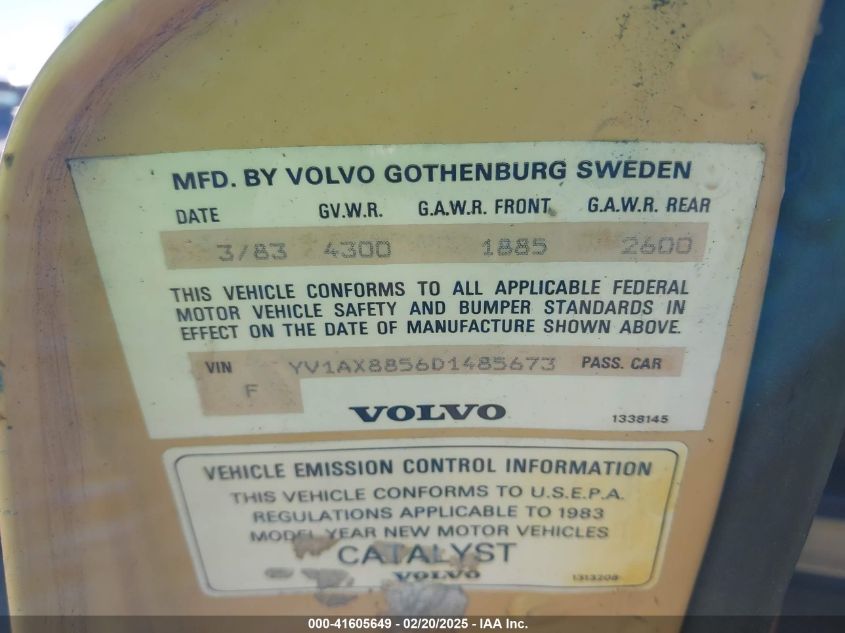 MFD. BY VOLVO GOTHENBURG SWEDEN
DATE G.V.W.R. G.A.W.R. FRONT G.A.W.R. REAR
3/83 4300 1885 2600
THIS VEHICLE CONFORMS TO ALL APPLICABLE FEDERAL
MOTOR VEHICLE SAFETY AND BUMPER STANDARDS IN
EFFECT ON THE DATE OF MANUFACTURE SHOWN ABOVE.
VIN YV1AX8856D1485673 PASS. CAR
F
VOLVO 1338145
VEHICLE EMISSION CONTROL INFORMATION
THIS VEHICLE CONFORMS TO U.S.E.P.A.
REGULATIONS APPLICABLE TO 1983
MODEL YEAR NEW MOTOR VEHICLES
CATALYST
VOLVO 1313208
000-41605649 - 02/20/2025 - IAA Inc.